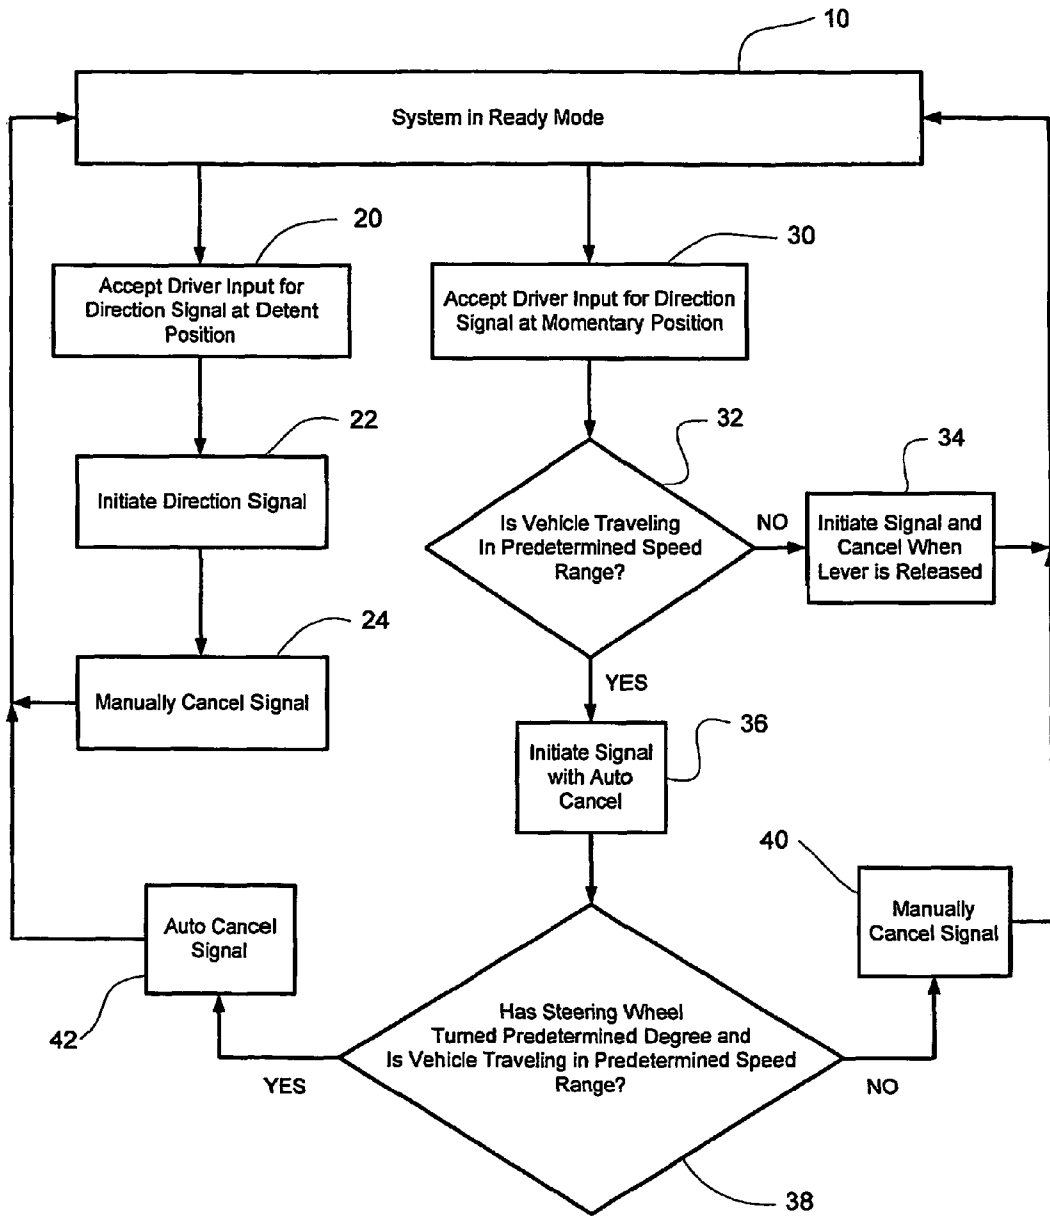 10
System in Ready Mode
20
Accept Driver Input for
Direction Signal at Detent
Position
30
Accept Driver Input for Direction
Signal at Momentary Position
22
Initiate Direction Signal
32
Is Vehicle Traveling
In Predetermined Speed
Range?
NO
34
Initiate Signal and
Cancel When
Lever is Released
24
Manually Cancel Signal
YES
36
Initiate Signal
with Auto
Cancel
40
Manually
Cancel Signal
Auto Cancel
Signal
42
Has Steering Wheel
Turned Predetermined Degree and
Is Vehicle Traveling in Predetermined Speed
Range?
YES
NO
38